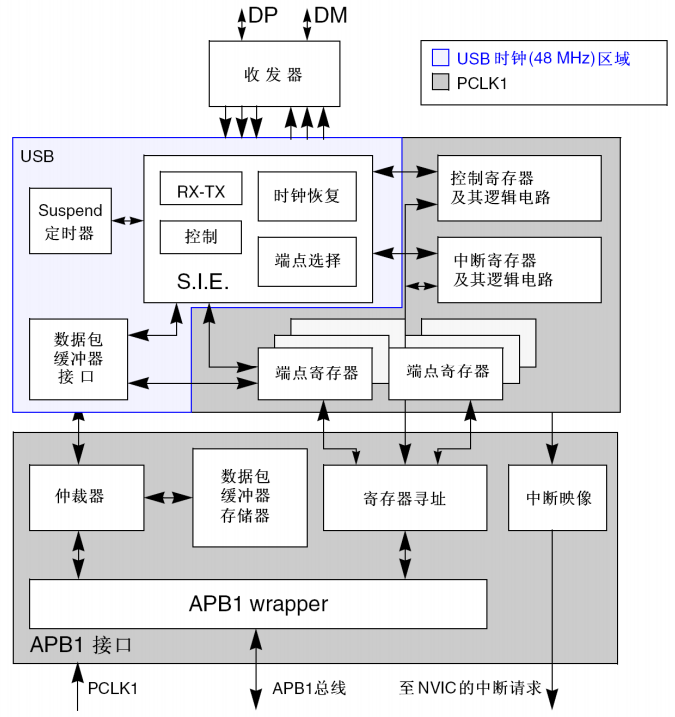 DP
DM
收发器
USB时钟(48 MHz)区域
PCLK1
USB
Suspend
定时器
RX-TX
控制
时钟恢复
端点选择
S.I.E.
控制寄存器
及其逻辑电路
中断寄存器
及其逻辑电路
数据包
缓冲器
接口
端点寄存器
端点寄存器
仲裁器
数据包
缓冲器
存储器
寄存器寻址
中断映像
APB1 wrapper
APB1 接口
PCLK1
APB1总线
至NVIC的中断请求